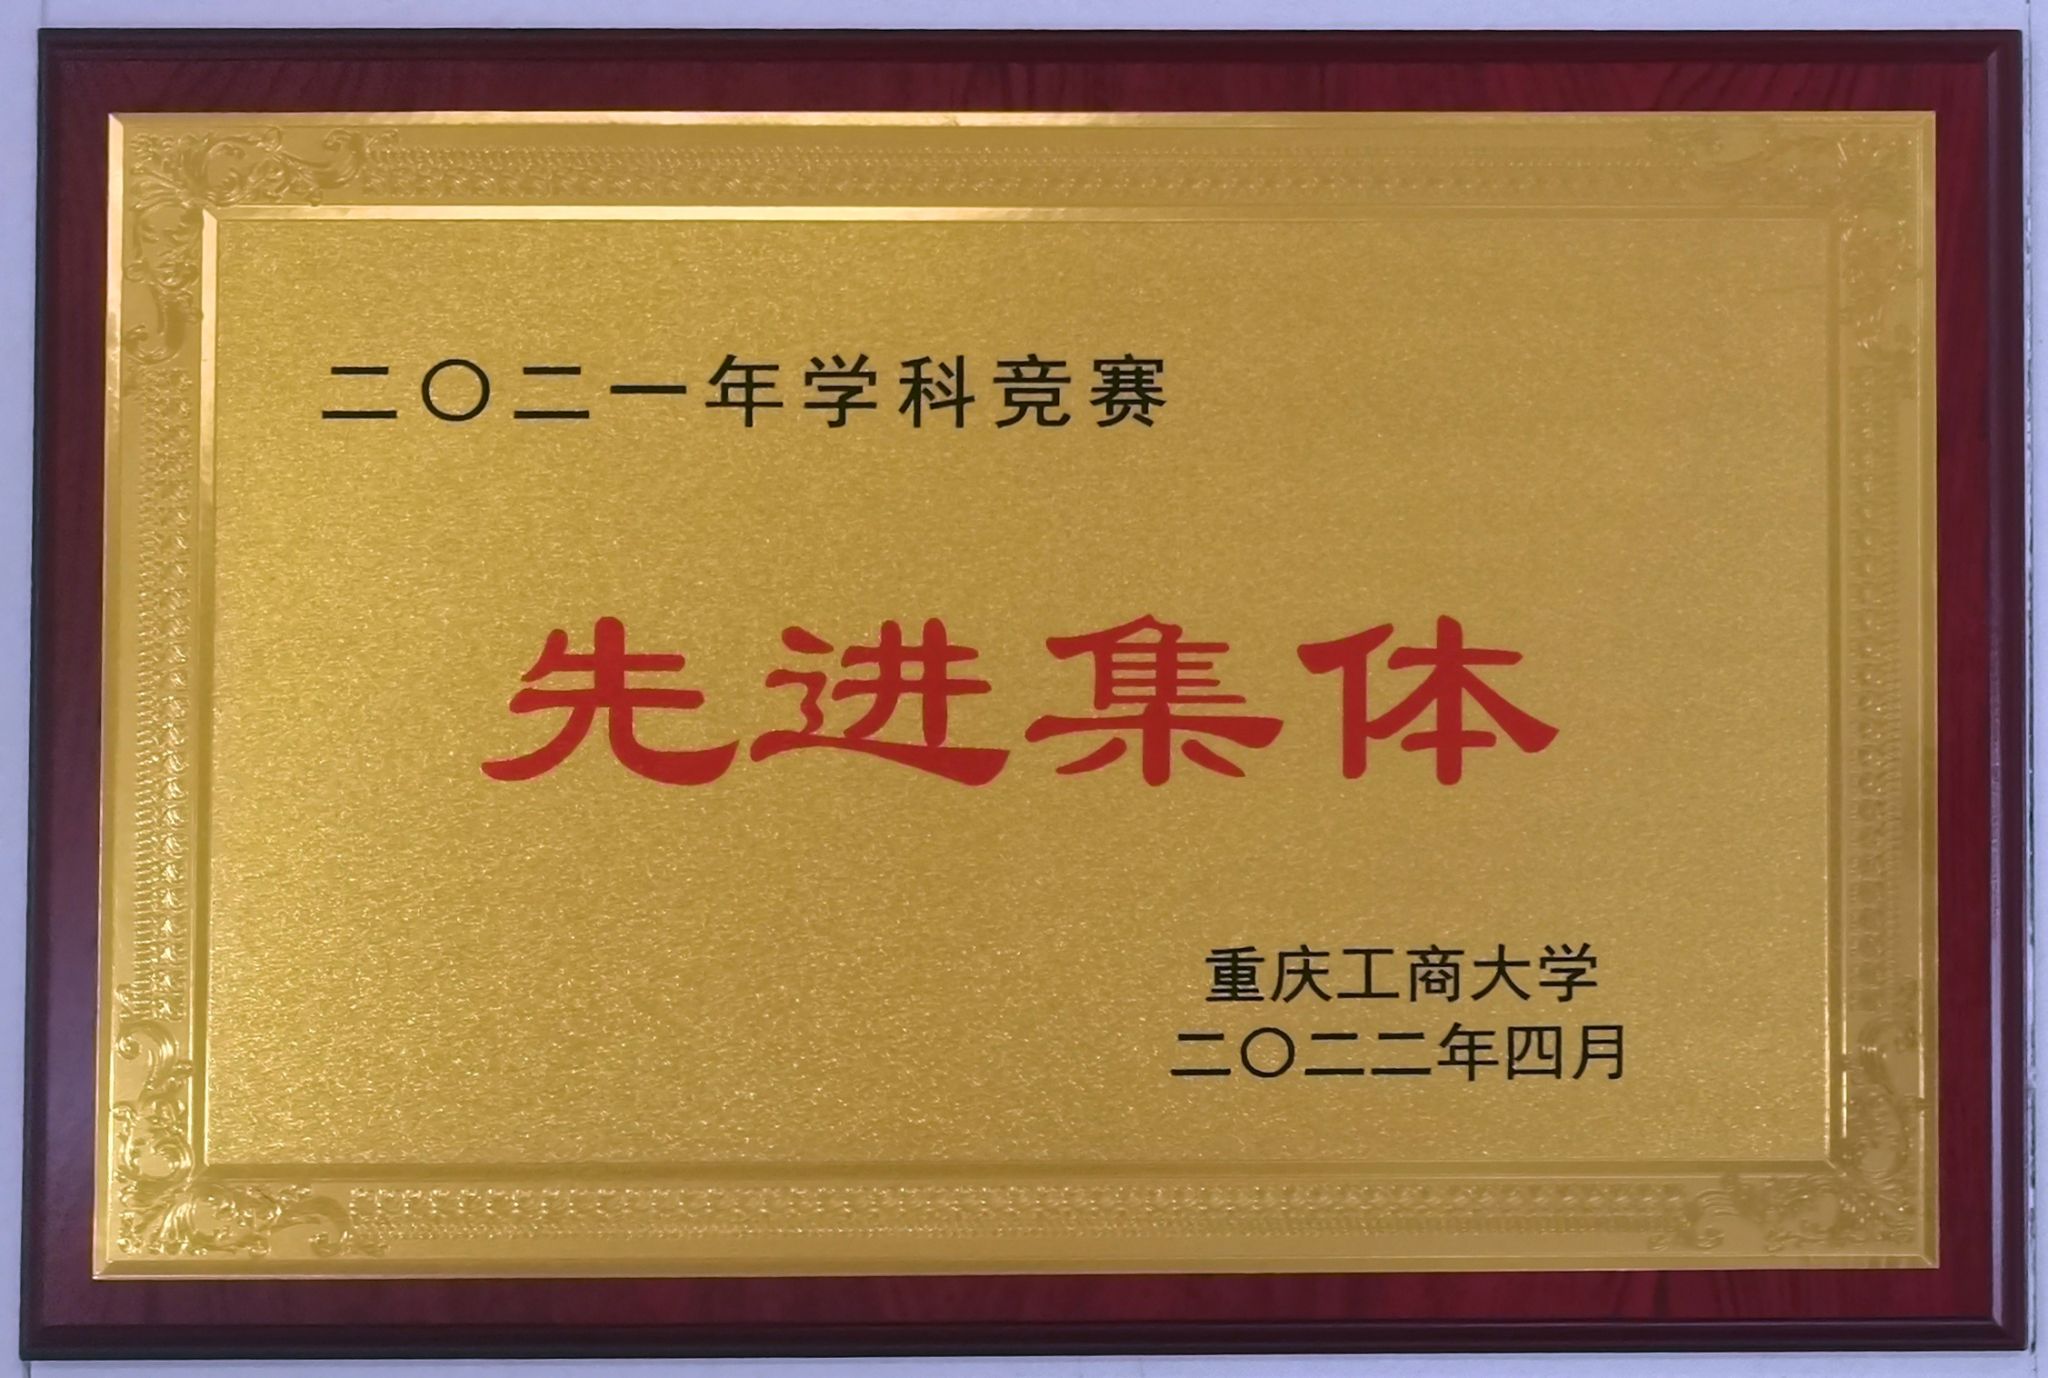 二〇二一年学科竞赛
先进集体
重庆工商大学
二〇二二年四月